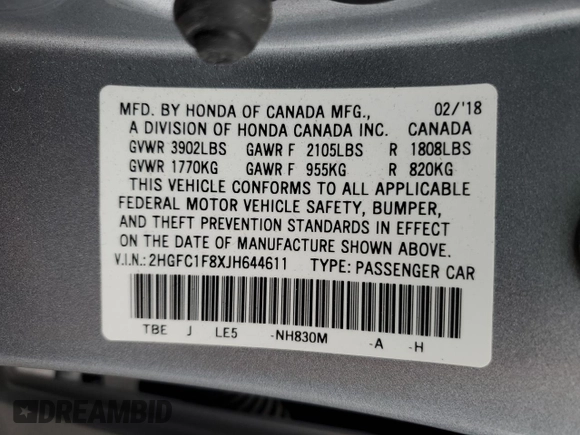 MFD. BY HONDA OF CANADA MFG., 02/'18
A DIVISION OF HONDA CANADA INC. CANADA
GVWR 3902LBS GAWR F 2105LBS R 1808LBS
GVWR 1770KG GAWR F 955KG R 820KG
THIS VEHICLE CONFORMS TO ALL APPLICABLE
FEDERAL MOTOR VEHICLE SAFETY, BUMPER,
AND THEFT PREVENTION STANDARDS IN EFFECT
ON THE DATE OF MANUFACTURE SHOWN ABOVE.
V.I.N.:2HGFC1F8XJH644611 TYPE: PASSENGER CAR
TBE J LE5 -NH830M -A -H
DREAMBID